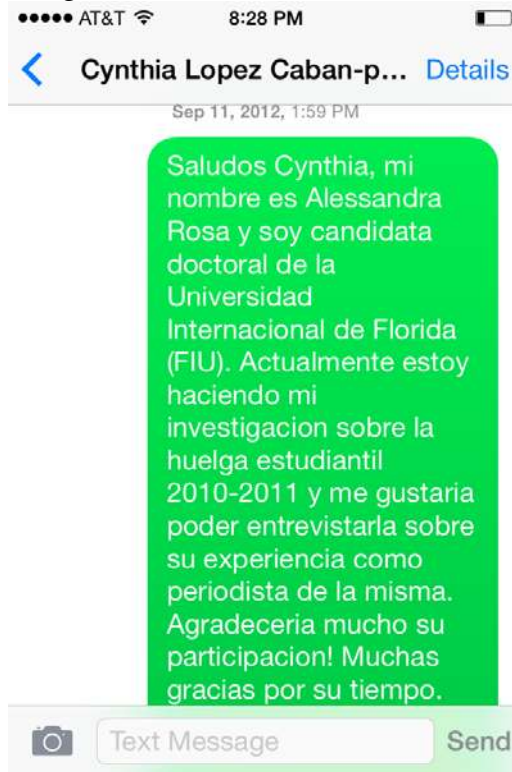 AT&T 8:28 PM
Cynthia Lopez Caban-p... Details
Sep 11, 2012, 1:59 PM
Saludos Cynthia, mi
nombre es Alessandra
Rosa y soy candidata
doctoral de la
Universidad
Internacional de Florida
(FIU). Actualmente estoy
haciendo mi
investigacion sobre la
huelga estudiantil
2010-2011 y me gustaria
poder entrevistarla sobre
su experiencia como
periodista de la misma.
Agradeceria mucho su
participacion! Muchas
gracias por su tiempo.
Text Message Send